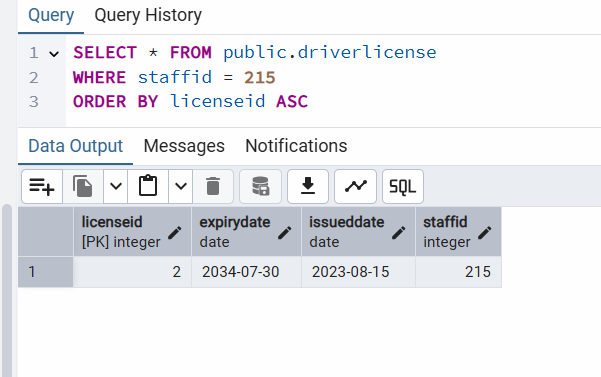 Query Query History
1 SELECT * FROM public.driverlicense
2 WHERE staffid = 215
3 ORDER BY licenseid ASC
Data Output Messages Notifications
SQL
licenseid expirydate issueddate staffid
[PK] integer date date integer
1 2 2034-07-30 2023-08-15 215